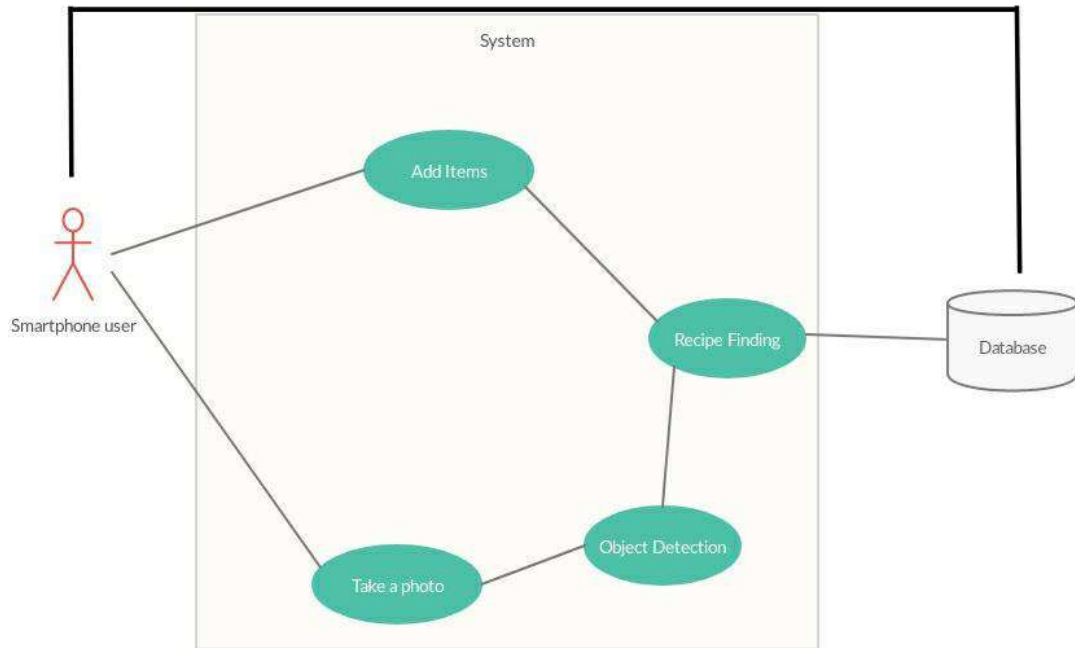 System
Add Items
Smartphone user
Recipe Finding
Database
Object Detection
Take a photo